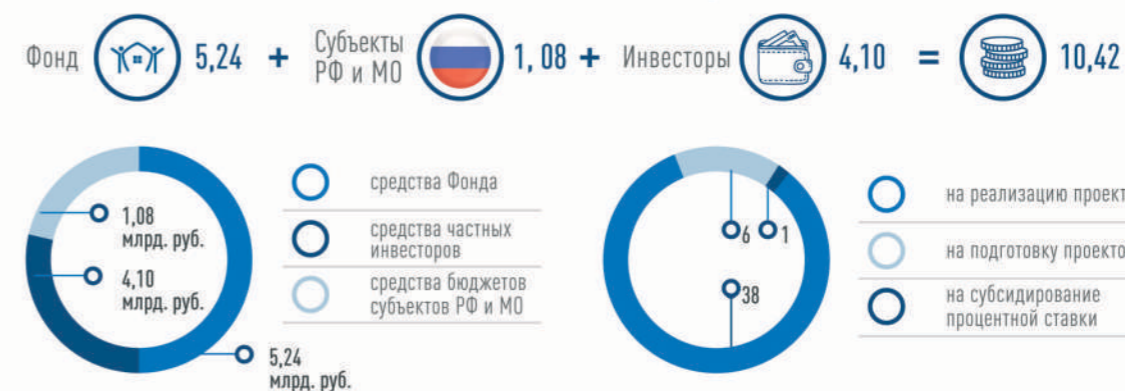 Фонд 5,24 + Субъекты РФ и МО 1, 08 + Инвесторы 4,10 = 10,42
1,08
млрд. руб.
4,10
млрд. руб.
5,24
млрд. руб.
средства Фонда
средства частных
инвесторов
средства бюджетов
субъектов РФ и МО
6 1
38
на реализацию проект
на подготовку проекто
на субсидирование
процентной ставки